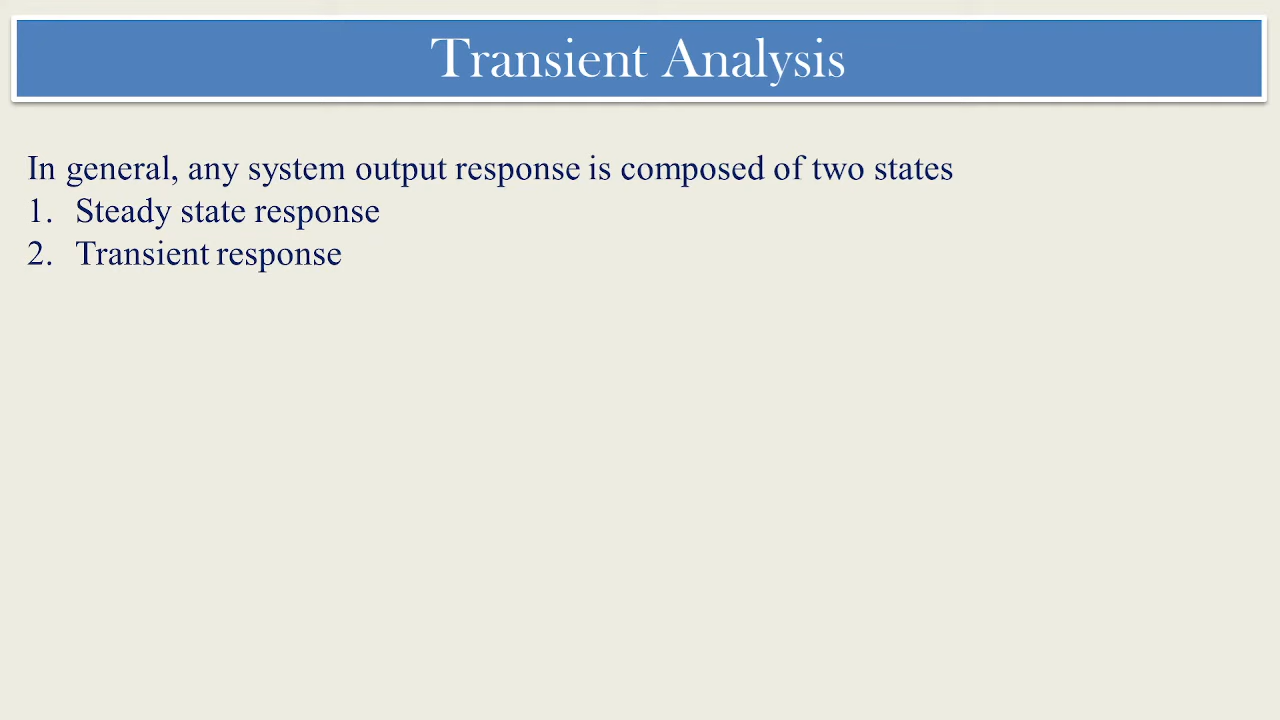 Transient Analysis
In general, any system output response is composed of two states
1. Steady state response
2. Transient response